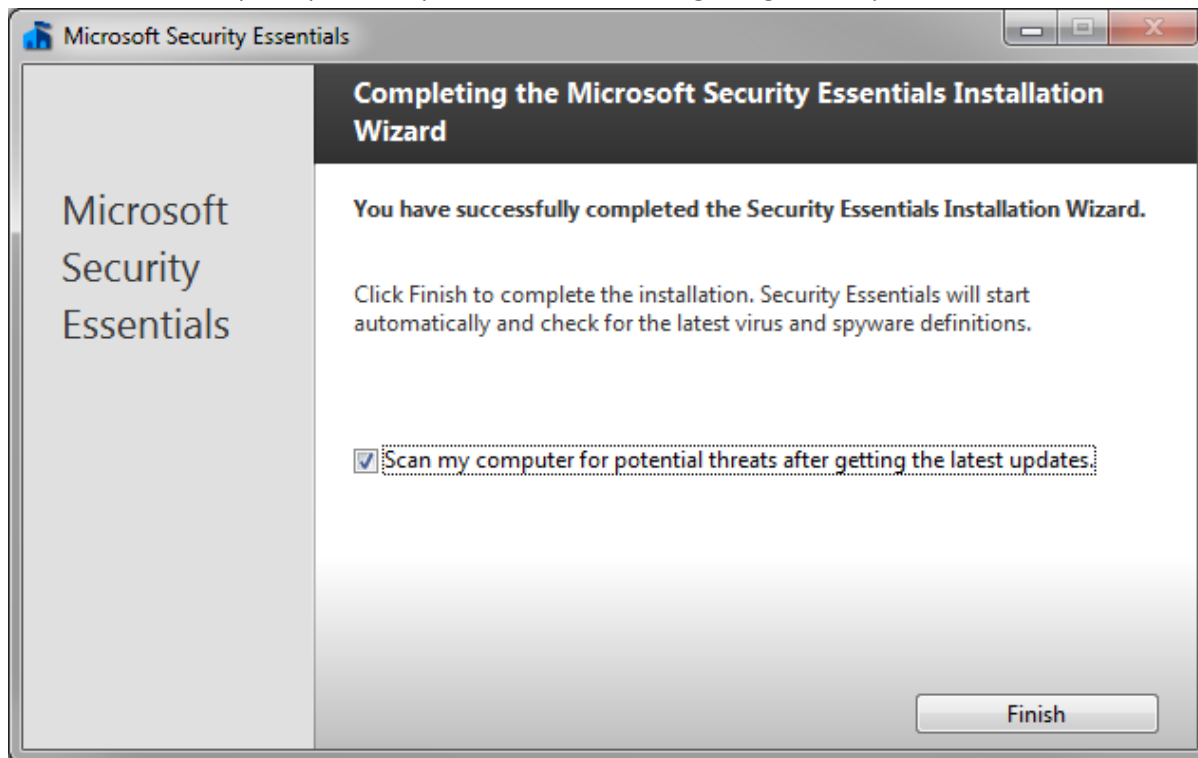 Microsoft Security Essentials
Completing the Microsoft Security Essentials Installation
Wizard
Microsoft
Security
Essentials
You have successfully completed the Security Essentials Installation Wizard.
Click Finish to complete the installation. Security Essentials will start
automatically and check for the latest virus and spyware definitions.
Scan my computer for potential threats after getting the latest updates.
Finish